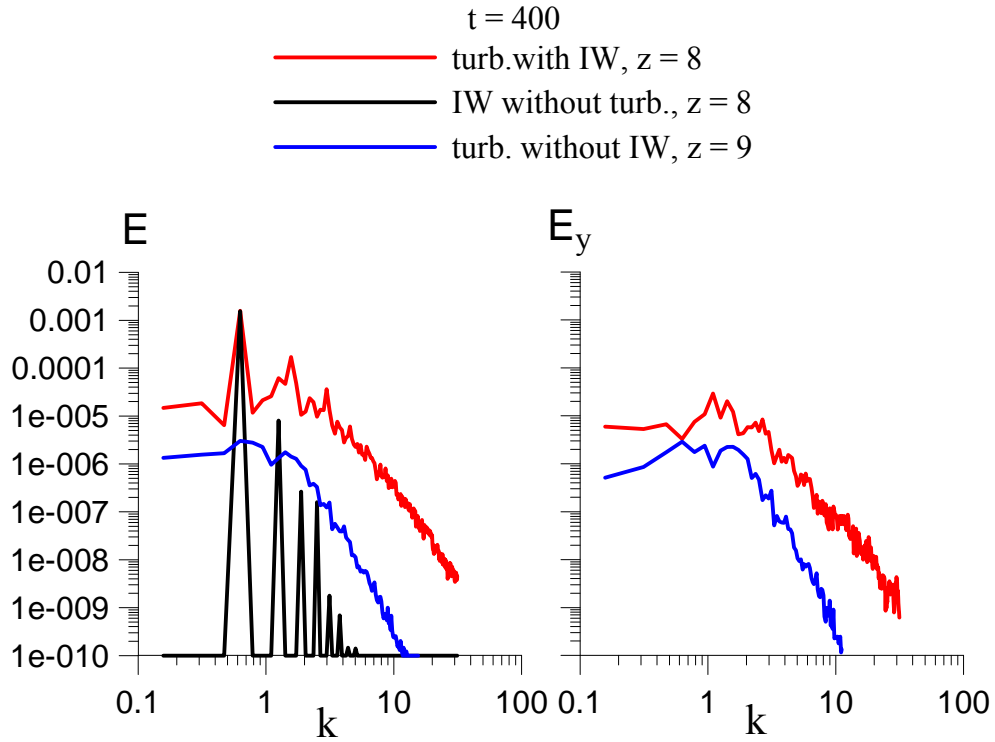 t = 400
turb.with IW, z = 8
IW without turb., z = 8
turb. without IW, z = 9
E
E_y
0.01
0.001
0.0001
1e-005
1e-006
1e-007
1e-008
1e-009
1e-010
0.1 1 10 100
k
0.1 1 10 100
k